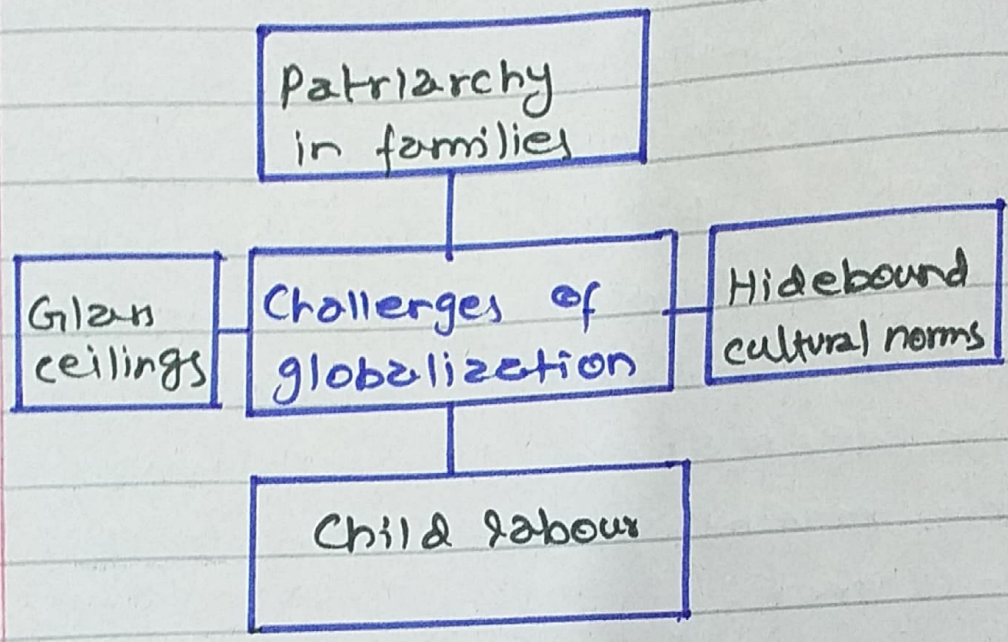 Patriarchy
in families
Glass
ceilings
Challenges of
globalization
Hidebound
cultural norms
Child labour